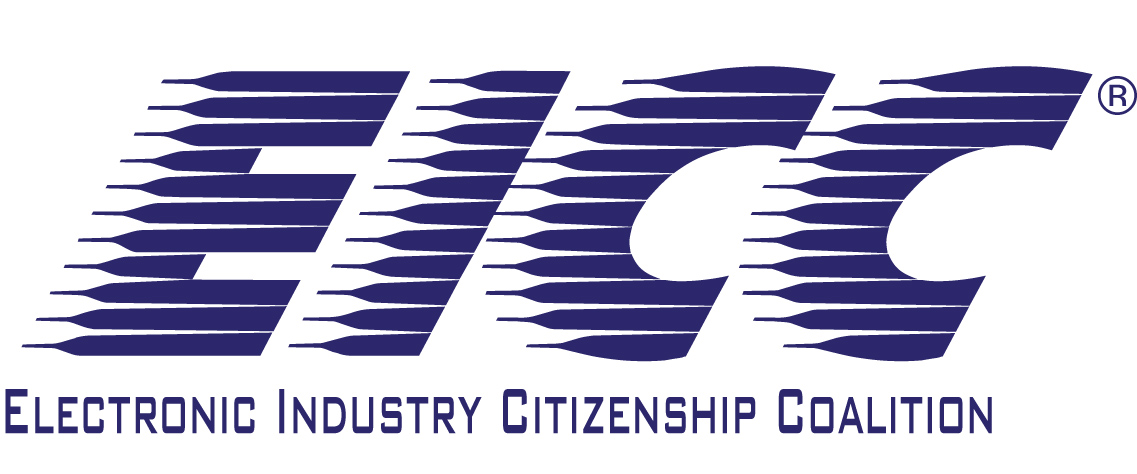 EICC®
ELECTRONIC INDUSTRY CITIZENSHIP COALITION